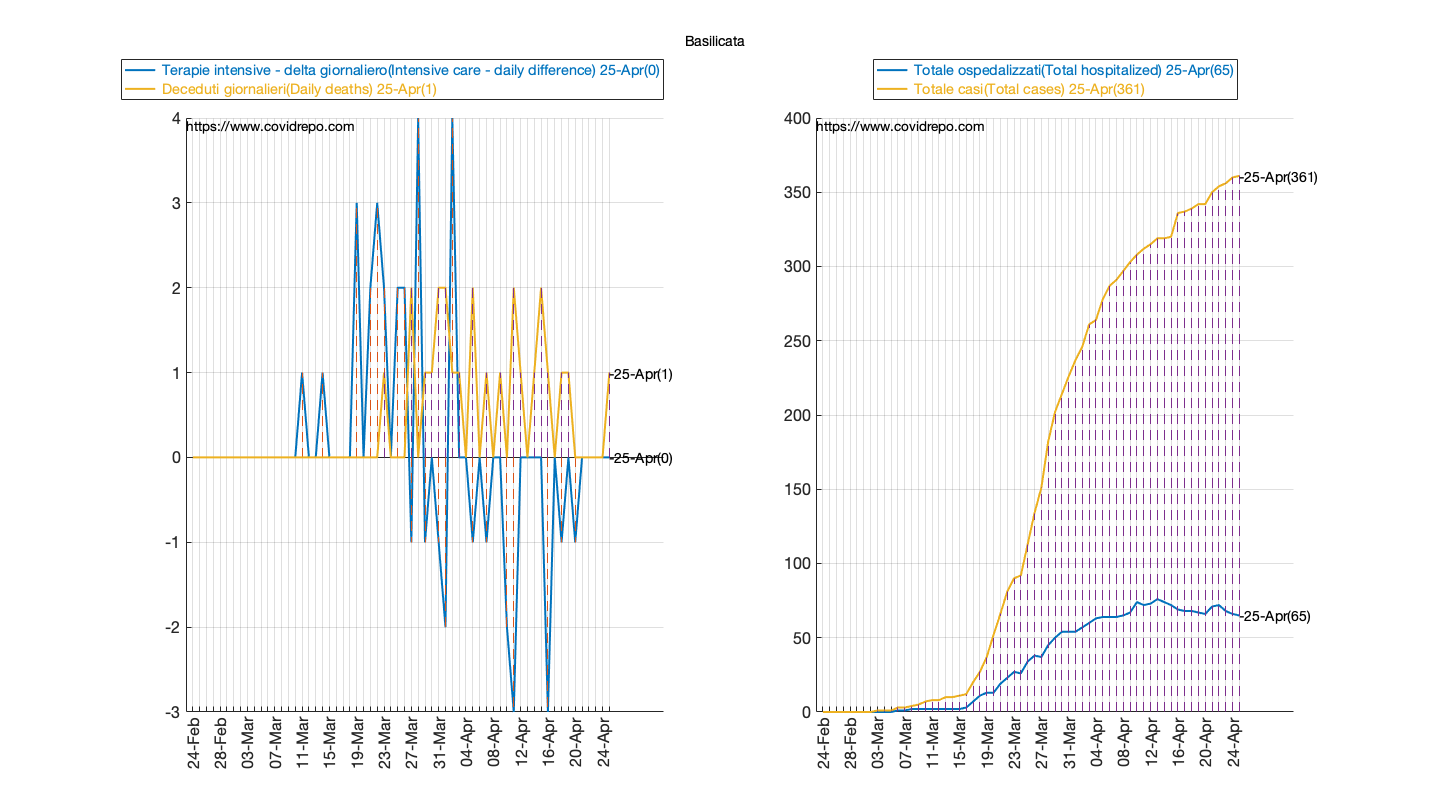 Basilicata
Terapie intensive - delta giornaliero(Intensive care - daily difference) 25-Apr(0)
Deceduti giornalieri(Daily deaths) 25-Apr(1)
https://www.covidrepo.com
4
3
2
1
0
-1
-2
-3
25-Apr(1)
25-Apr(0)
24-Feb
28-Feb
03-Mar
07-Mar
11-Mar
15-Mar
19-Mar
23-Mar
27-Mar
31-Mar
04-Apr
08-Apr
12-Apr
16-Apr
20-Apr
24-Apr
Totale ospedalizzati(Total hospitalized) 25-Apr(65)
Totale casi(Total cases) 25-Apr(361)
https://www.covidrepo.com
400
350
300
250
200
150
100
50
0
25-Apr(361)
25-Apr(65)
24-Feb
28-Feb
03-Mar
07-Mar
11-Mar
15-Mar
19-Mar
23-Mar
27-Mar
31-Mar
04-Apr
08-Apr
12-Apr
16-Apr
20-Apr
24-Apr